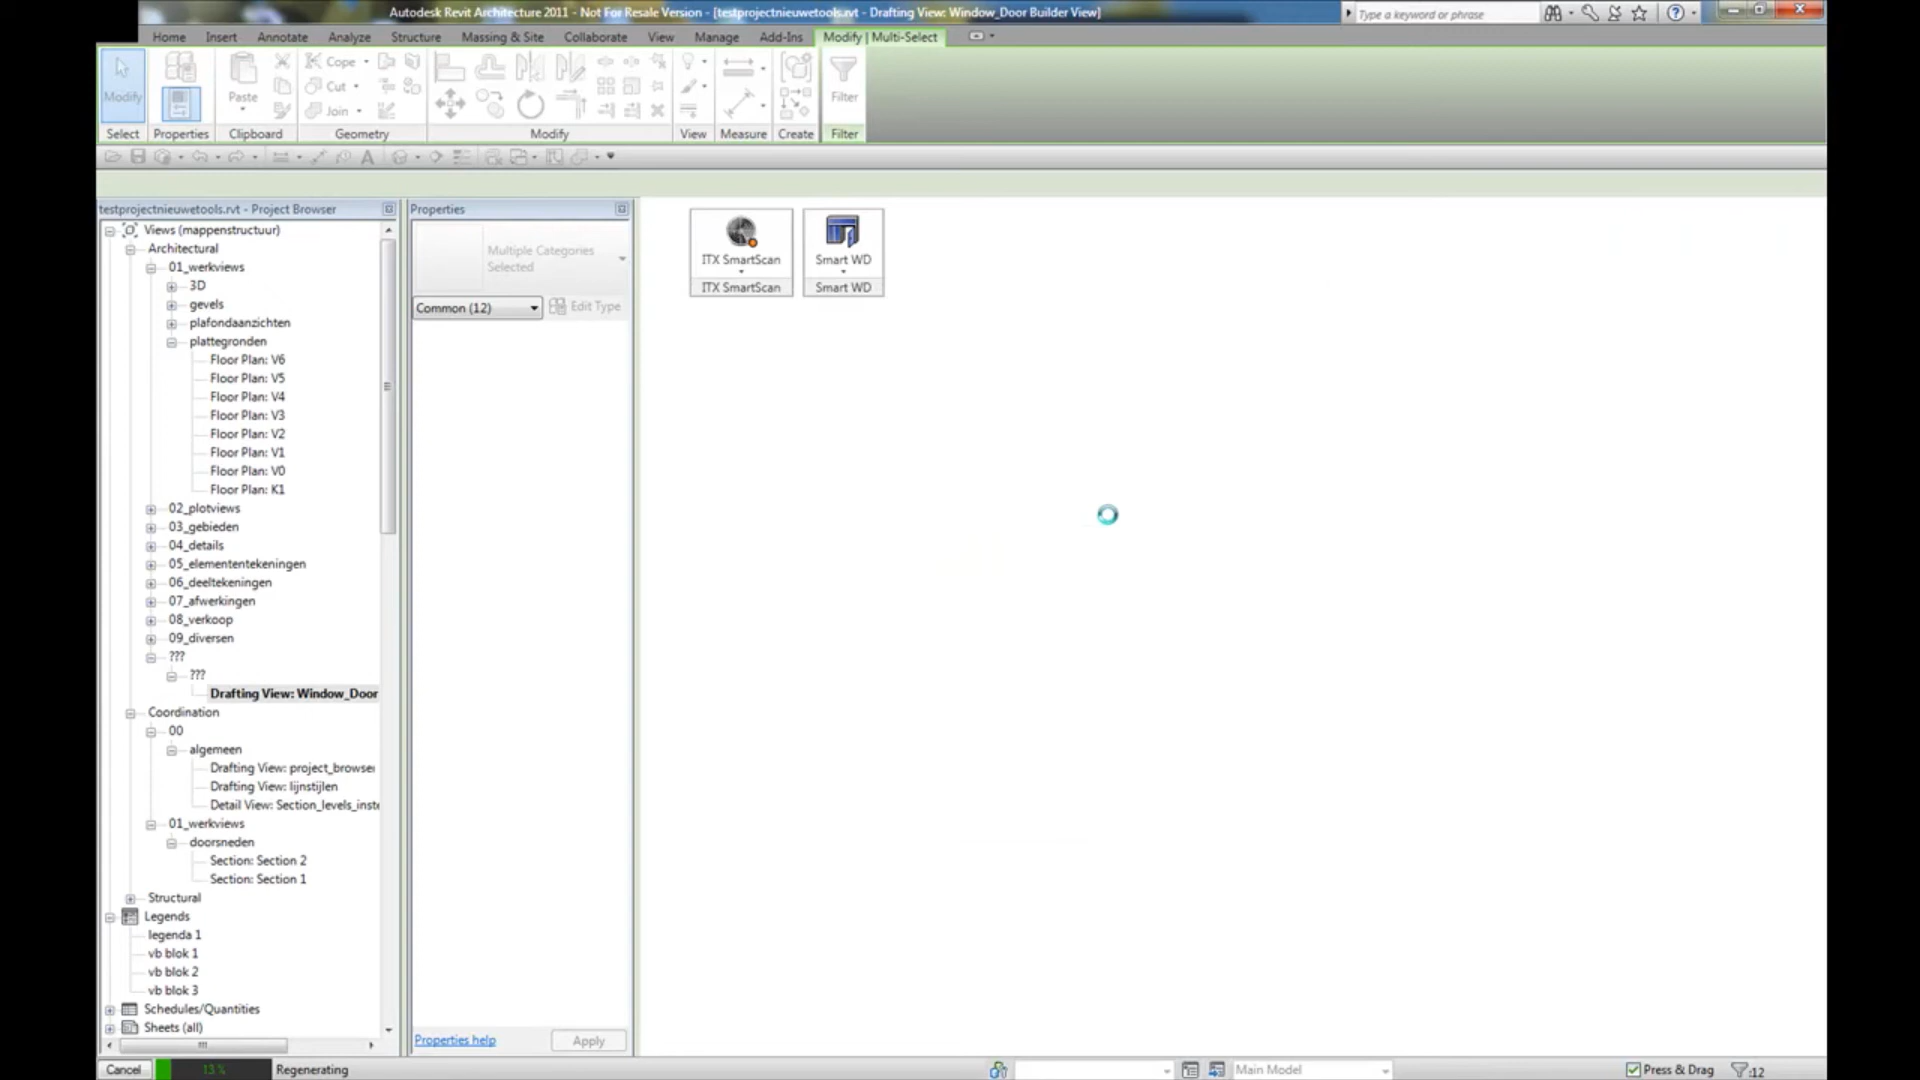 Autodesk Revit Architecture 2011 - Not For Resale Version - [testprojectnieuwetools.rvt - Drafting View: Window_Door Builder View]
Type a keyword or phrase
Home Insert Annotate Analyze Structure Massing & Site Collaborate View Manage Add-Ins Modify | Multi-Select
Modify
Paste
Cope
Cut
Join
Filter
Select Properties Clipboard Geometry Modify View Measure Create Filter
testprojectnieuwetools.rvt - Project Browser
Views (mappenstructuur)
Architectural
01_werkviews
3D
gevels
plafondaanzichten
plattegronden
Floor Plan: V6
Floor Plan: V5
Floor Plan: V4
Floor Plan: V3
Floor Plan: V2
Floor Plan: V1
Floor Plan: V0
Floor Plan: K1
02_plotviews
03_gebieden
04_details
05_elemententekeningen
06_deeltekeningen
07_afwerkingen
08_verkoop
09_diversen
???
???
Drafting View: Window_Door
Coordination
00
algemeen
Drafting View: project_browser
Drafting View: lijnstijlen
Detail View: Section_levels_inste
01_werkviews
doorsneden
Section: Section 2
Section: Section 1
Structural
Legends
legenda 1
vb blok 1
vb blok 2
vb blok 3
Schedules/Quantities
Sheets (all)
Properties
Multiple Categories
Selected
Common (12)
Edit Type
Properties help
Apply
ITX SmartScan
ITX SmartScan
Smart WD
Smart WD
Cancel 13 % Regenerating
Main Model
Press & Drag :12